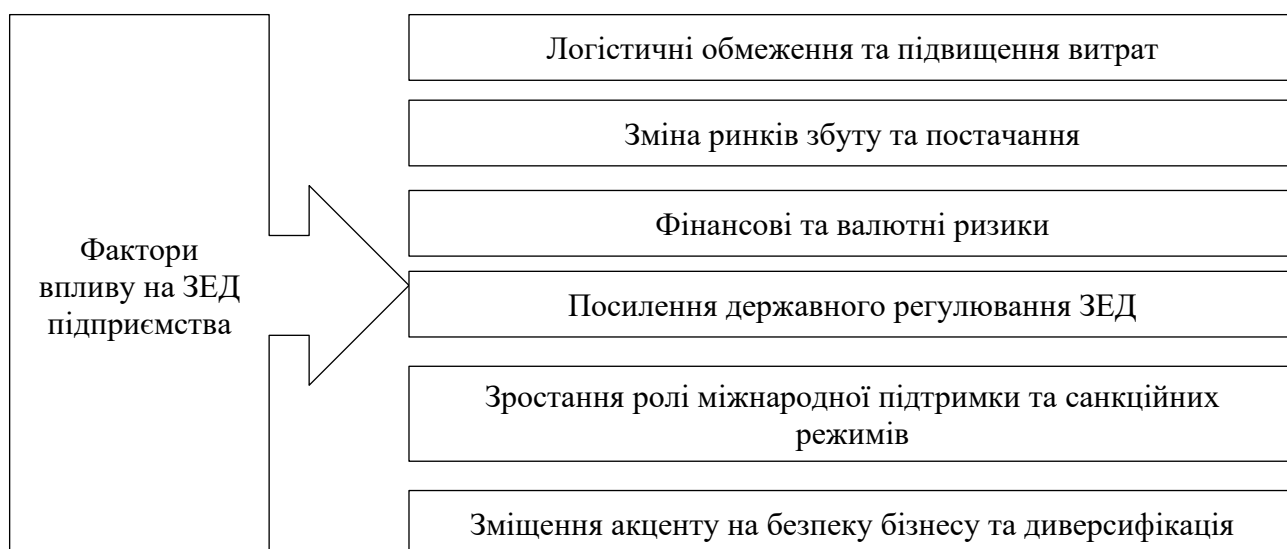 Фактори
впливу на ЗЕД
підприємства
Логістичні обмеження та підвищення витрат
Зміна ринків збуту та постачання
Фінансові та валютні ризики
Посилення державного регулювання ЗЕД
Зростання ролі міжнародної підтримки та санкційних
режимів
Зміщення акценту на безпеку бізнесу та диверсифікація